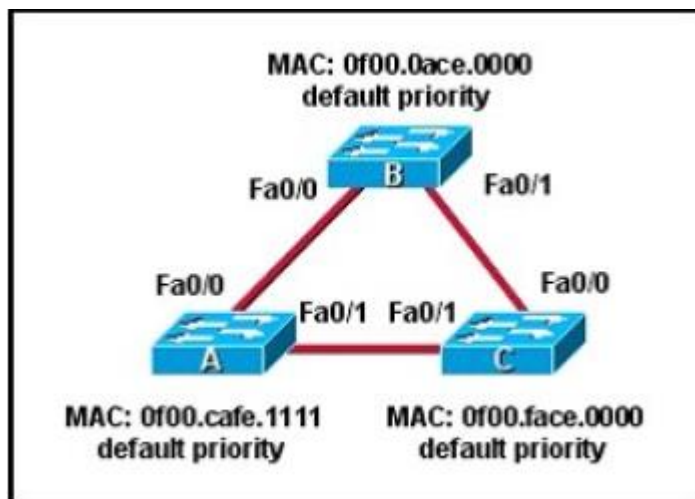 MAC: 0f00.0ace.0000
default priority
B
Fa0/0
Fa0/1
Fa0/0
Fa0/1
Fa0/1
Fa0/0
A
C
MAC: 0f00.cafe.1111
default priority
MAC: 0f00.face.0000
default priority